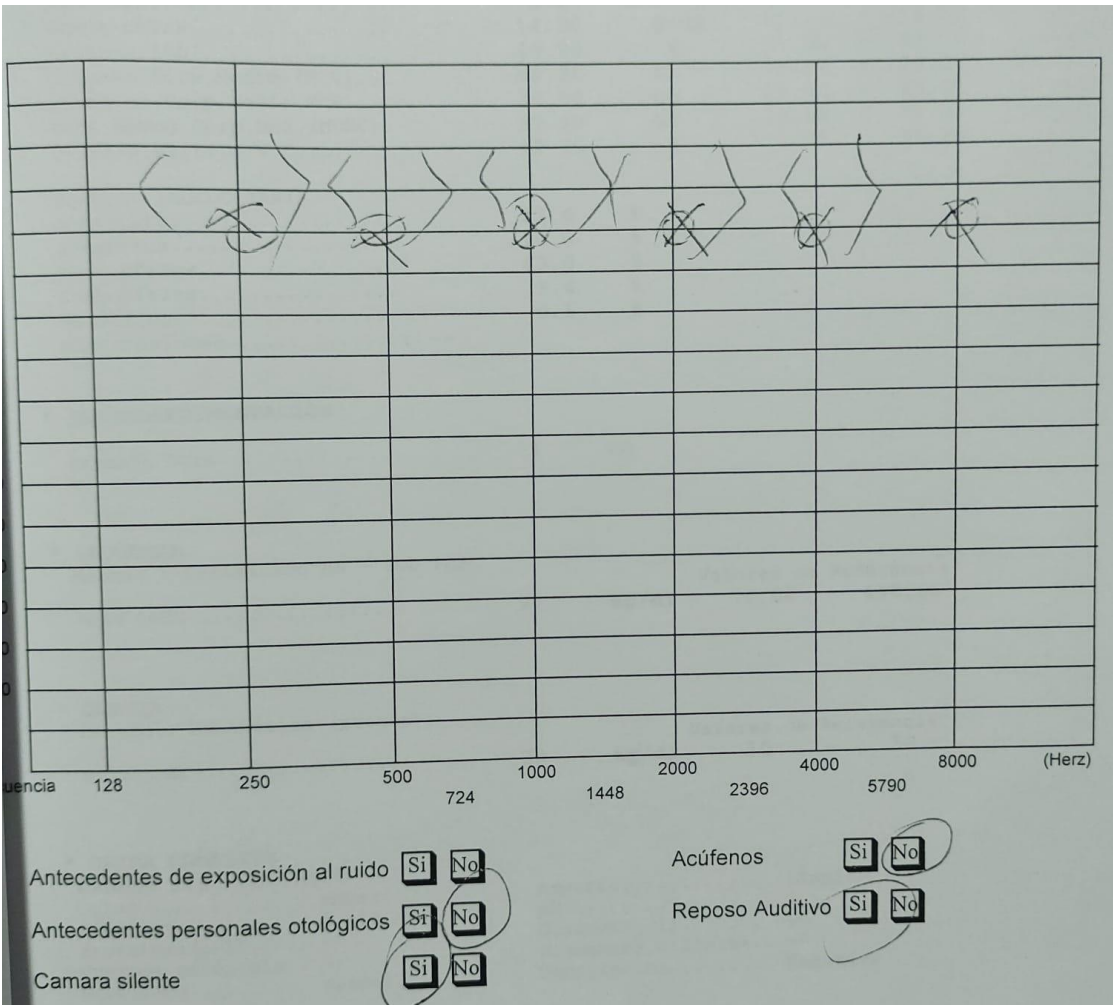 uencia 128 250 500 1000 2000 4000 8000 (Herz)
724 1448 2396 5790
Antecedentes de exposición al ruido Si No
Acúfenos Si No
Antecedentes personales otológicos Si No
Reposo Auditivo Si No
Camara silente Si No